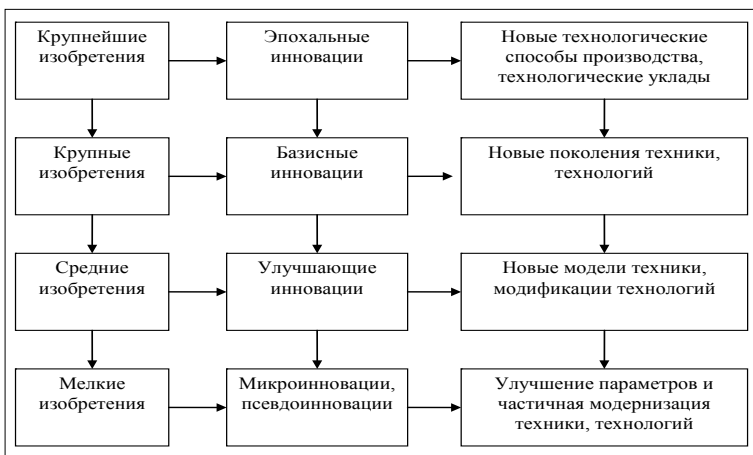 Крупнейшие
изобретения
Эпохальные
инновации
Новые технологические
способы производства,
технологические уклады
Крупные
изобретения
Базисные
инновации
Новые поколения техники,
технологий
Средние
изобретения
Улучшающие
инновации
Новые модели техники,
модификации технологий
Мелкие
изобретения
Микроинновации,
псевдоинновации
Улучшение параметров и
частичная модернизация
техники, технологий